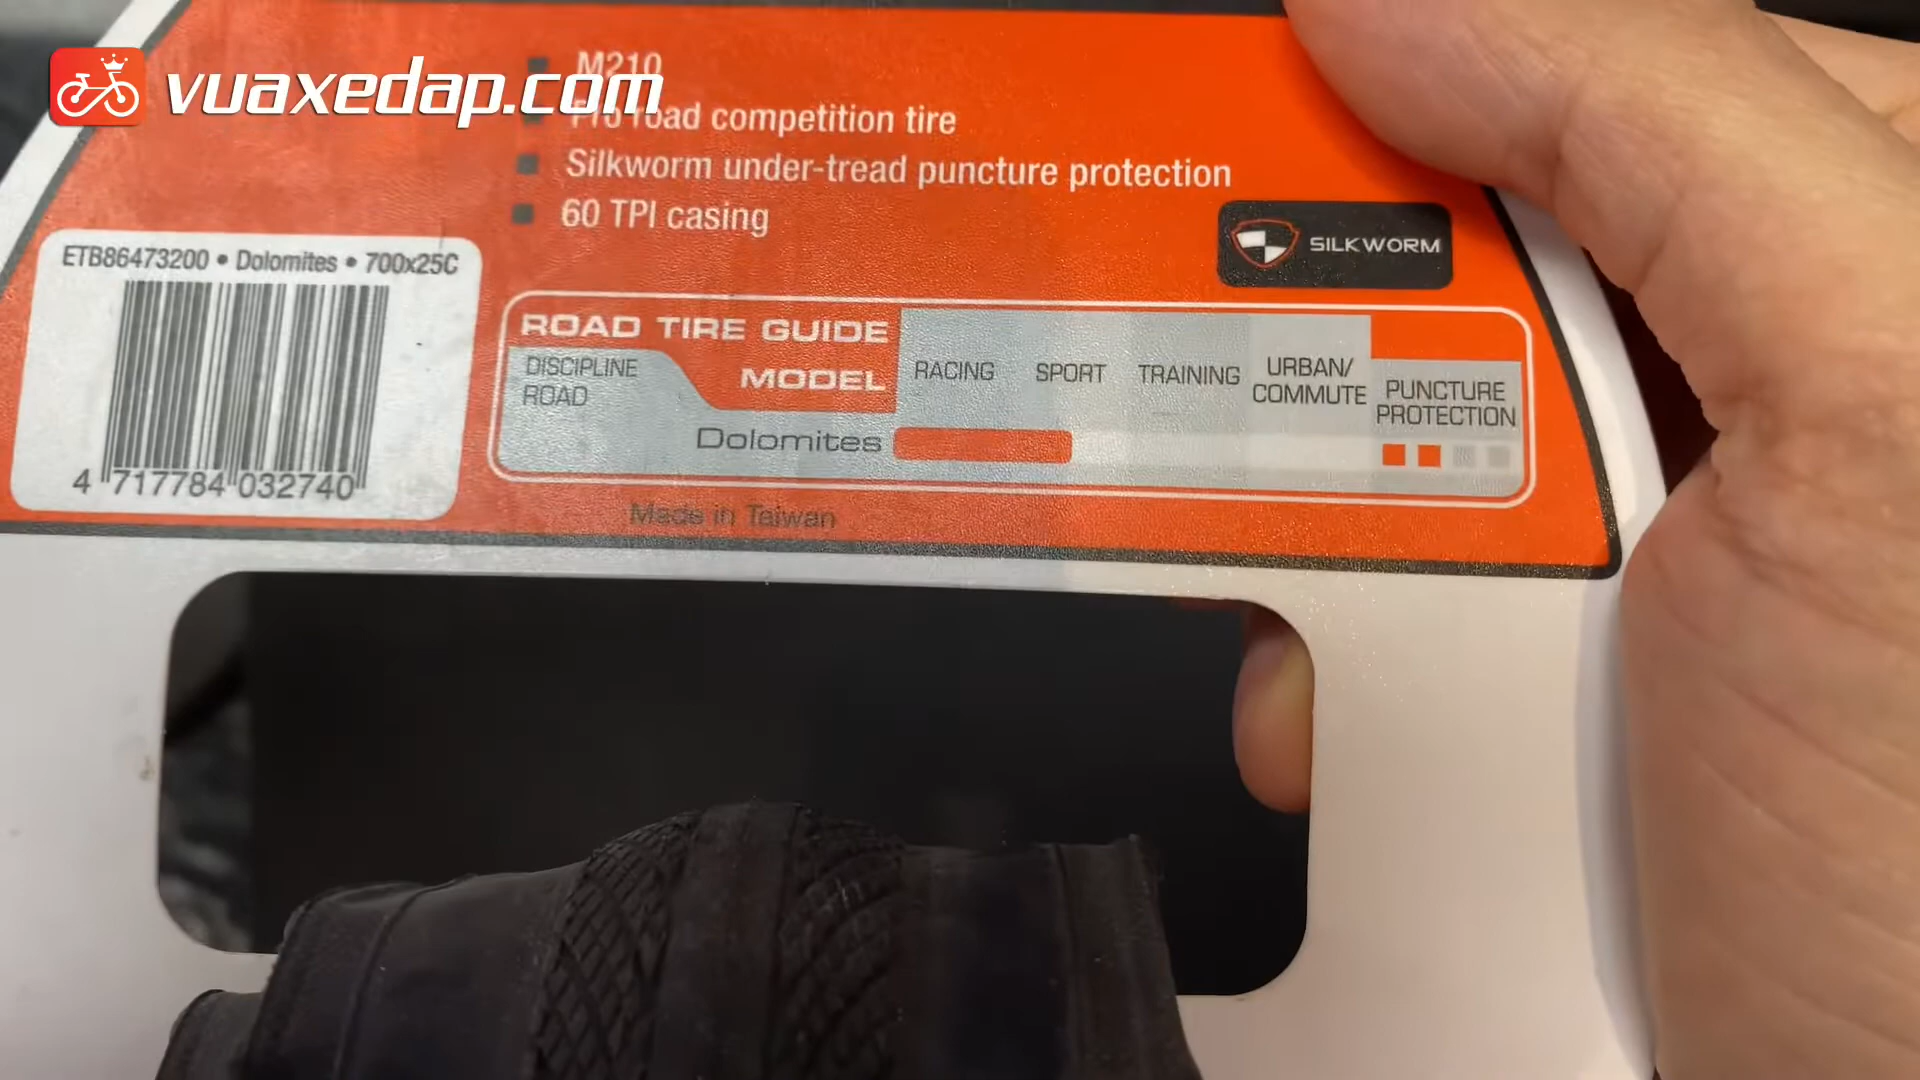 vuaxedap.com
M210
Pro road competition tire
Silkworm under-tread puncture protection
60 TPI casing
SILKWORM
ETB86473200 • Dolomites • 700x25C
4 717784 032740
ROAD TIRE GUIDE
DISCIPLINE
ROAD
MODEL
RACING
SPORT
TRAINING
URBAN/
COMMUTE
PUNCTURE
PROTECTION
Dolomites
Made in Taiwan